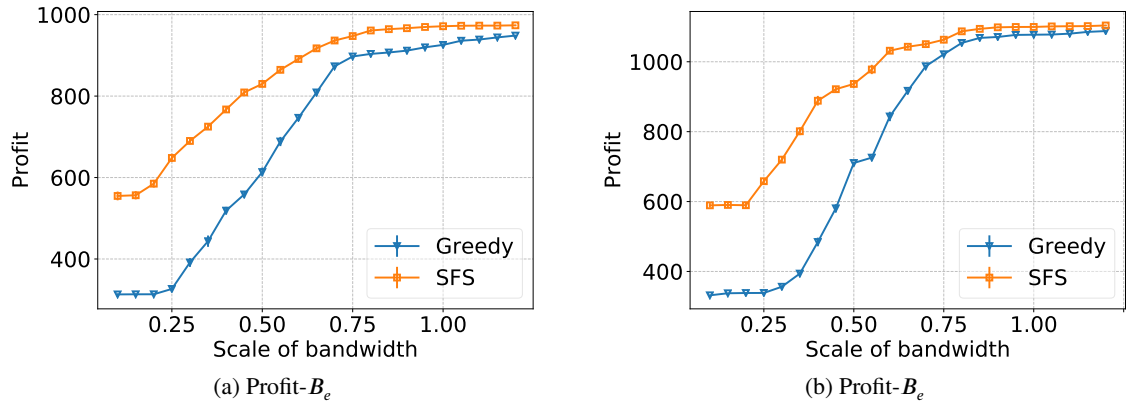 1000
800
600
400
Profit
Greedy
SFS
0.25 0.50 0.75 1.00
Scale of bandwidth
(a) Profit-Bₑ
1000
800
600
400
Profit
Greedy
SFS
0.25 0.50 0.75 1.00
Scale of bandwidth
(b) Profit-Bₑ